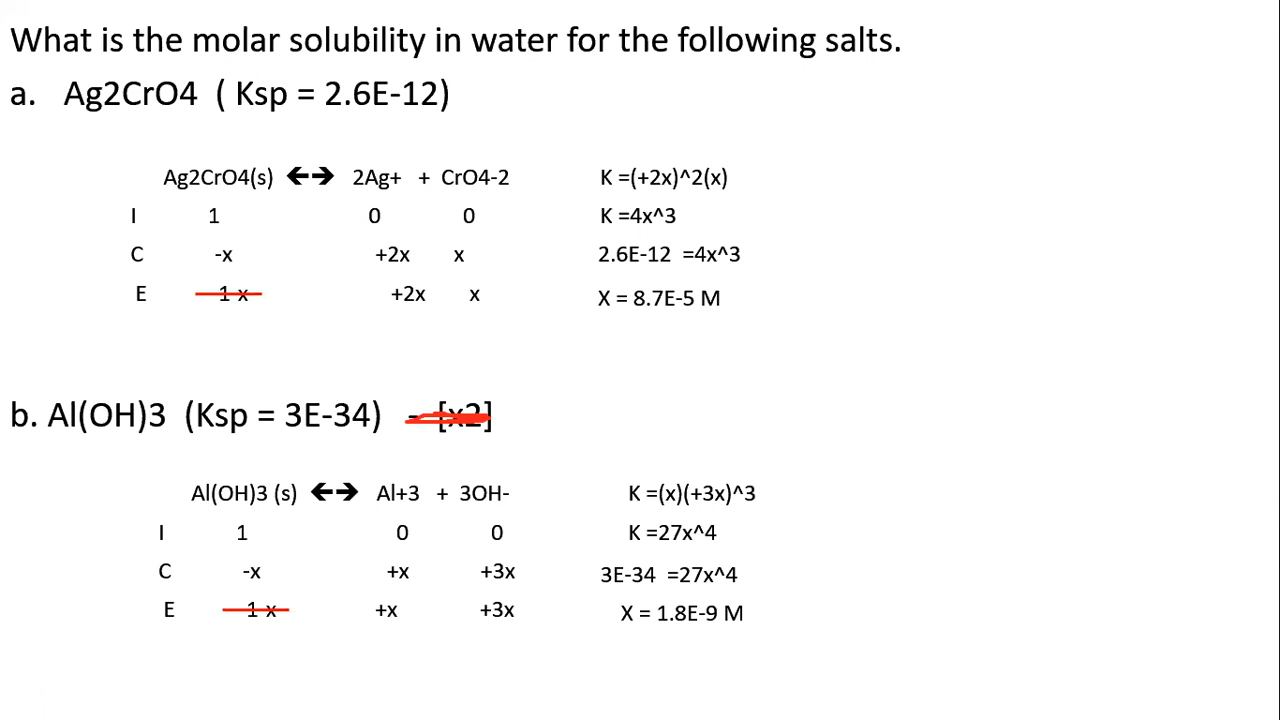 What is the molar solubility in water for the following salts.
a. Ag2CrO4 ( Ksp = 2.6E-12)
Ag2CrO4(s) 🡨🡪 2Ag+ + CrO4-2 K =(+2x)^2(x)
I 1 0 0 K =4x^3
C -x +2x x 2.6E-12 =4x^3
E 1-x +2x x X = 8.7E-5 M
b. Al(OH)3 (Ksp = 3E-34) - [x2]
Al(OH)3 (s) 🡨🡪 Al+3 + 3OH- K =(x)(+3x)^3
I 1 0 0 K =27x^4
C -x +x +3x 3E-34 =27x^4
E 1-x +x +3x X = 1.8E-9 M